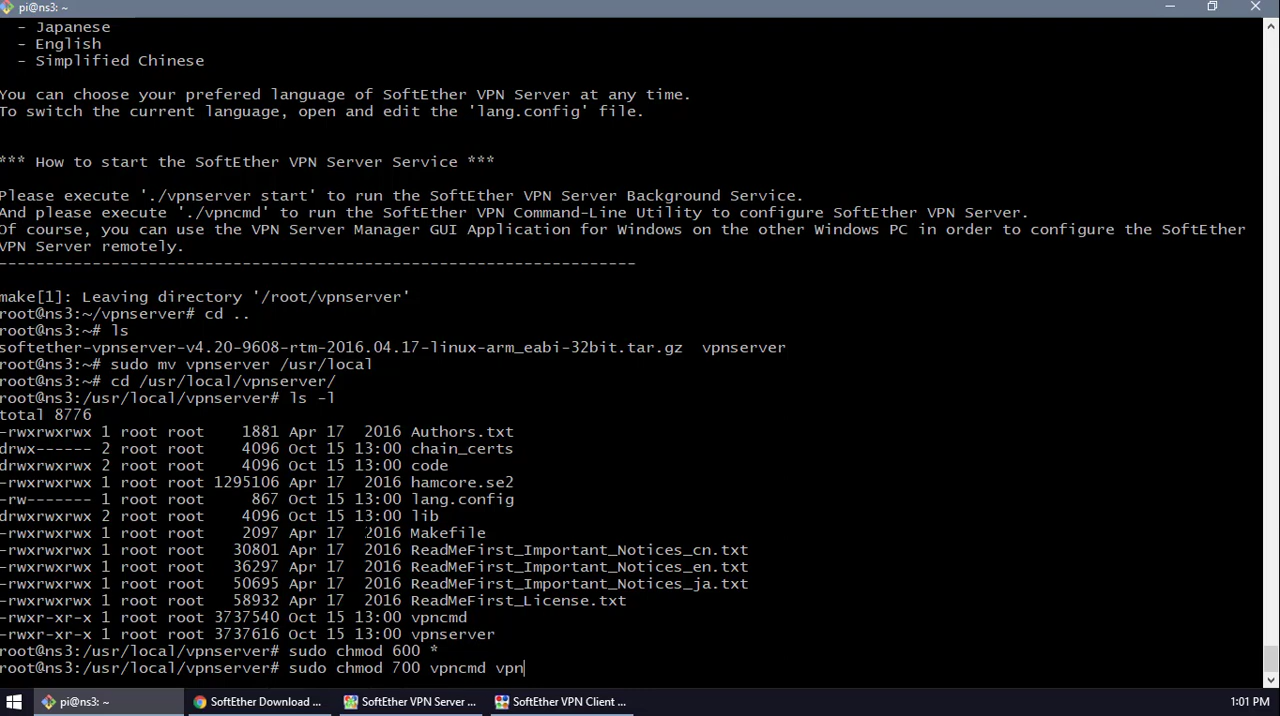 pi@ns3: ~
- Japanese
- English
- Simplified Chinese
You can choose your prefered language of SoftEther VPN Server at any time.
To switch the current language, open and edit the 'lang.config' file.
*** How to start the SoftEther VPN Server Service ***
Please execute './vpnserver start' to run the SoftEther VPN Server Background Service.
And please execute './vpncmd' to run the SoftEther VPN Command-Line Utility to configure SoftEther VPN Server.
Of course, you can use the VPN Server Manager GUI Application for Windows on the other Windows PC in order to configure the SoftEther
VPN Server remotely.
--------------------------------------------------------------------
make[1]: Leaving directory '/root/vpnserver'
root@ns3:~/vpnserver# cd ..
root@ns3:~# ls
softether-vpnserver-v4.20-9608-rtm-2016.04.17-linux-arm_eabi-32bit.tar.gz  vpnserver
root@ns3:~# sudo mv vpnserver /usr/local
root@ns3:~# cd /usr/local/vpnserver/
root@ns3:/usr/local/vpnserver# ls -l
total 8776
-rwxrwxrwx 1 root root    1881 Apr 17  2016 Authors.txt
drwx------ 2 root root    4096 Oct 15 13:00 chain_certs
drwxrwxrwx 2 root root    4096 Oct 15 13:00 code
-rwxrwxrwx 1 root root 1295106 Apr 17  2016 hamcore.se2
-rw------- 1 root root     867 Oct 15 13:00 lang.config
drwxrwxrwx 2 root root    4096 Oct 15 13:00 lib
-rwxrwxrwx 1 root root    2097 Apr 17  2016 Makefile
-rwxrwxrwx 1 root root   30801 Apr 17  2016 ReadMeFirst_Important_Notices_cn.txt
-rwxrwxrwx 1 root root   36297 Apr 17  2016 ReadMeFirst_Important_Notices_en.txt
-rwxrwxrwx 1 root root   50695 Apr 17  2016 ReadMeFirst_Important_Notices_ja.txt
-rwxrwxrwx 1 root root   58932 Apr 17  2016 ReadMeFirst_License.txt
-rwxr-xr-x 1 root root 3737540 Oct 15 13:00 vpncmd
-rwxr-xr-x 1 root root 3737616 Oct 15 13:00 vpnserver
root@ns3:/usr/local/vpnserver# sudo chmod 600 *
root@ns3:/usr/local/vpnserver# sudo chmod 700 vpncmd vpn
pi@ns3: ~
SoftEther Download ...
SoftEther VPN Server ...
SoftEther VPN Client ...
1:01 PM